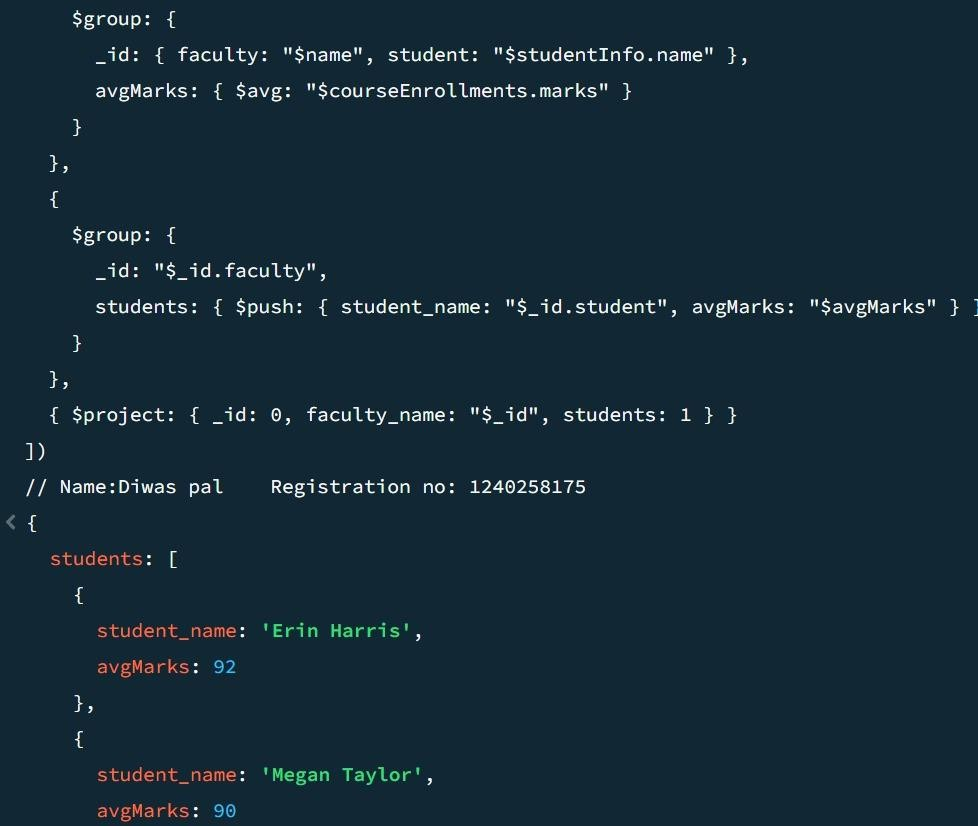 $group: {
_id: { faculty: "$name", student: "$studentInfo.name" },
avgMarks: { $avg: "$courseEnrollments.marks" }
}
},
{
$group: {
_id: "$_id.faculty",
students: { $push: { student_name: "$_id.student", avgMarks: "$avgMarks" } }
}
},
{ $project: { _id: 0, faculty_name: "$_id", students: 1 } }
])
// Name:Diwas pal    Registration no: 1240258175
< {
students: [
{
student_name: 'Erin Harris',
avgMarks: 92
},
{
student_name: 'Megan Taylor',
avgMarks: 90